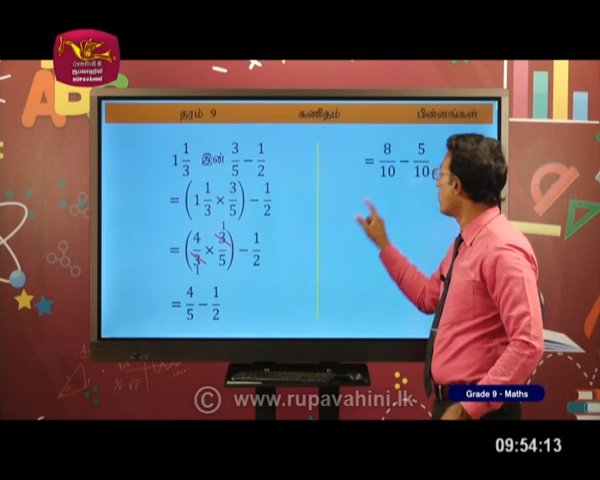 RUPAVAHINI
தரம் 9 கணிதம் பின்னங்கள்
1 1/3 இன் 3/5 − 1/2
= (1 1/3 × 3/5) − 1/2
= (4/3 × 3/5) − 1/2
1
1
= 4/5 − 1/2
= 8/10 − 5/10
© www.rupavahini.lk
Grade 9 - Maths
09:54:13